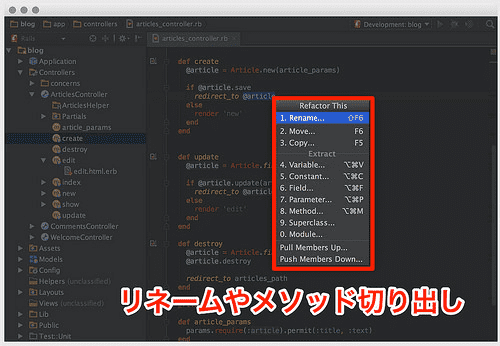 blog
app
controllers
articles_controller.rb
Development: blog
Rails
articles_controller.rb
blog
Application
Controllers
concerns
ArticlesController
ArticlesHelper
Partials
article_params
create
destroy
edit
edit.html.erb
index
new
show
update
CommentsController
WelcomeController
Assets
Models
Config
Helpers (unclassified)
Layouts
Views (unclassified)
Lib
Public
Test::Unit
def create
@article = Article.new(article_params)
if @article.save
redirect_to @article
else
render 'new'
end
end
def update
@article = Article.fi
if @article.update(ar
redirect_to @articl
else
render 'edit'
end
end
def destroy
@article = Article.fi
@article.destroy
redirect_to articles_path
end
def article_params
params.require(:article).permit(:title, :text)
end
Refactor This
1. Rename... ⇧F6
2. Move... F6
3. Copy... F5
Extract
4. Variable... ⌥⌘V
5. Constant... ⌥⌘C
6. Field... ⌥⌘F
7. Parameter... ⌥⌘P
8. Method... ⌥⌘M
9. Superclass...
0. Module...
Pull Members Up...
Push Members Down...
リネームやメソッド切り出し